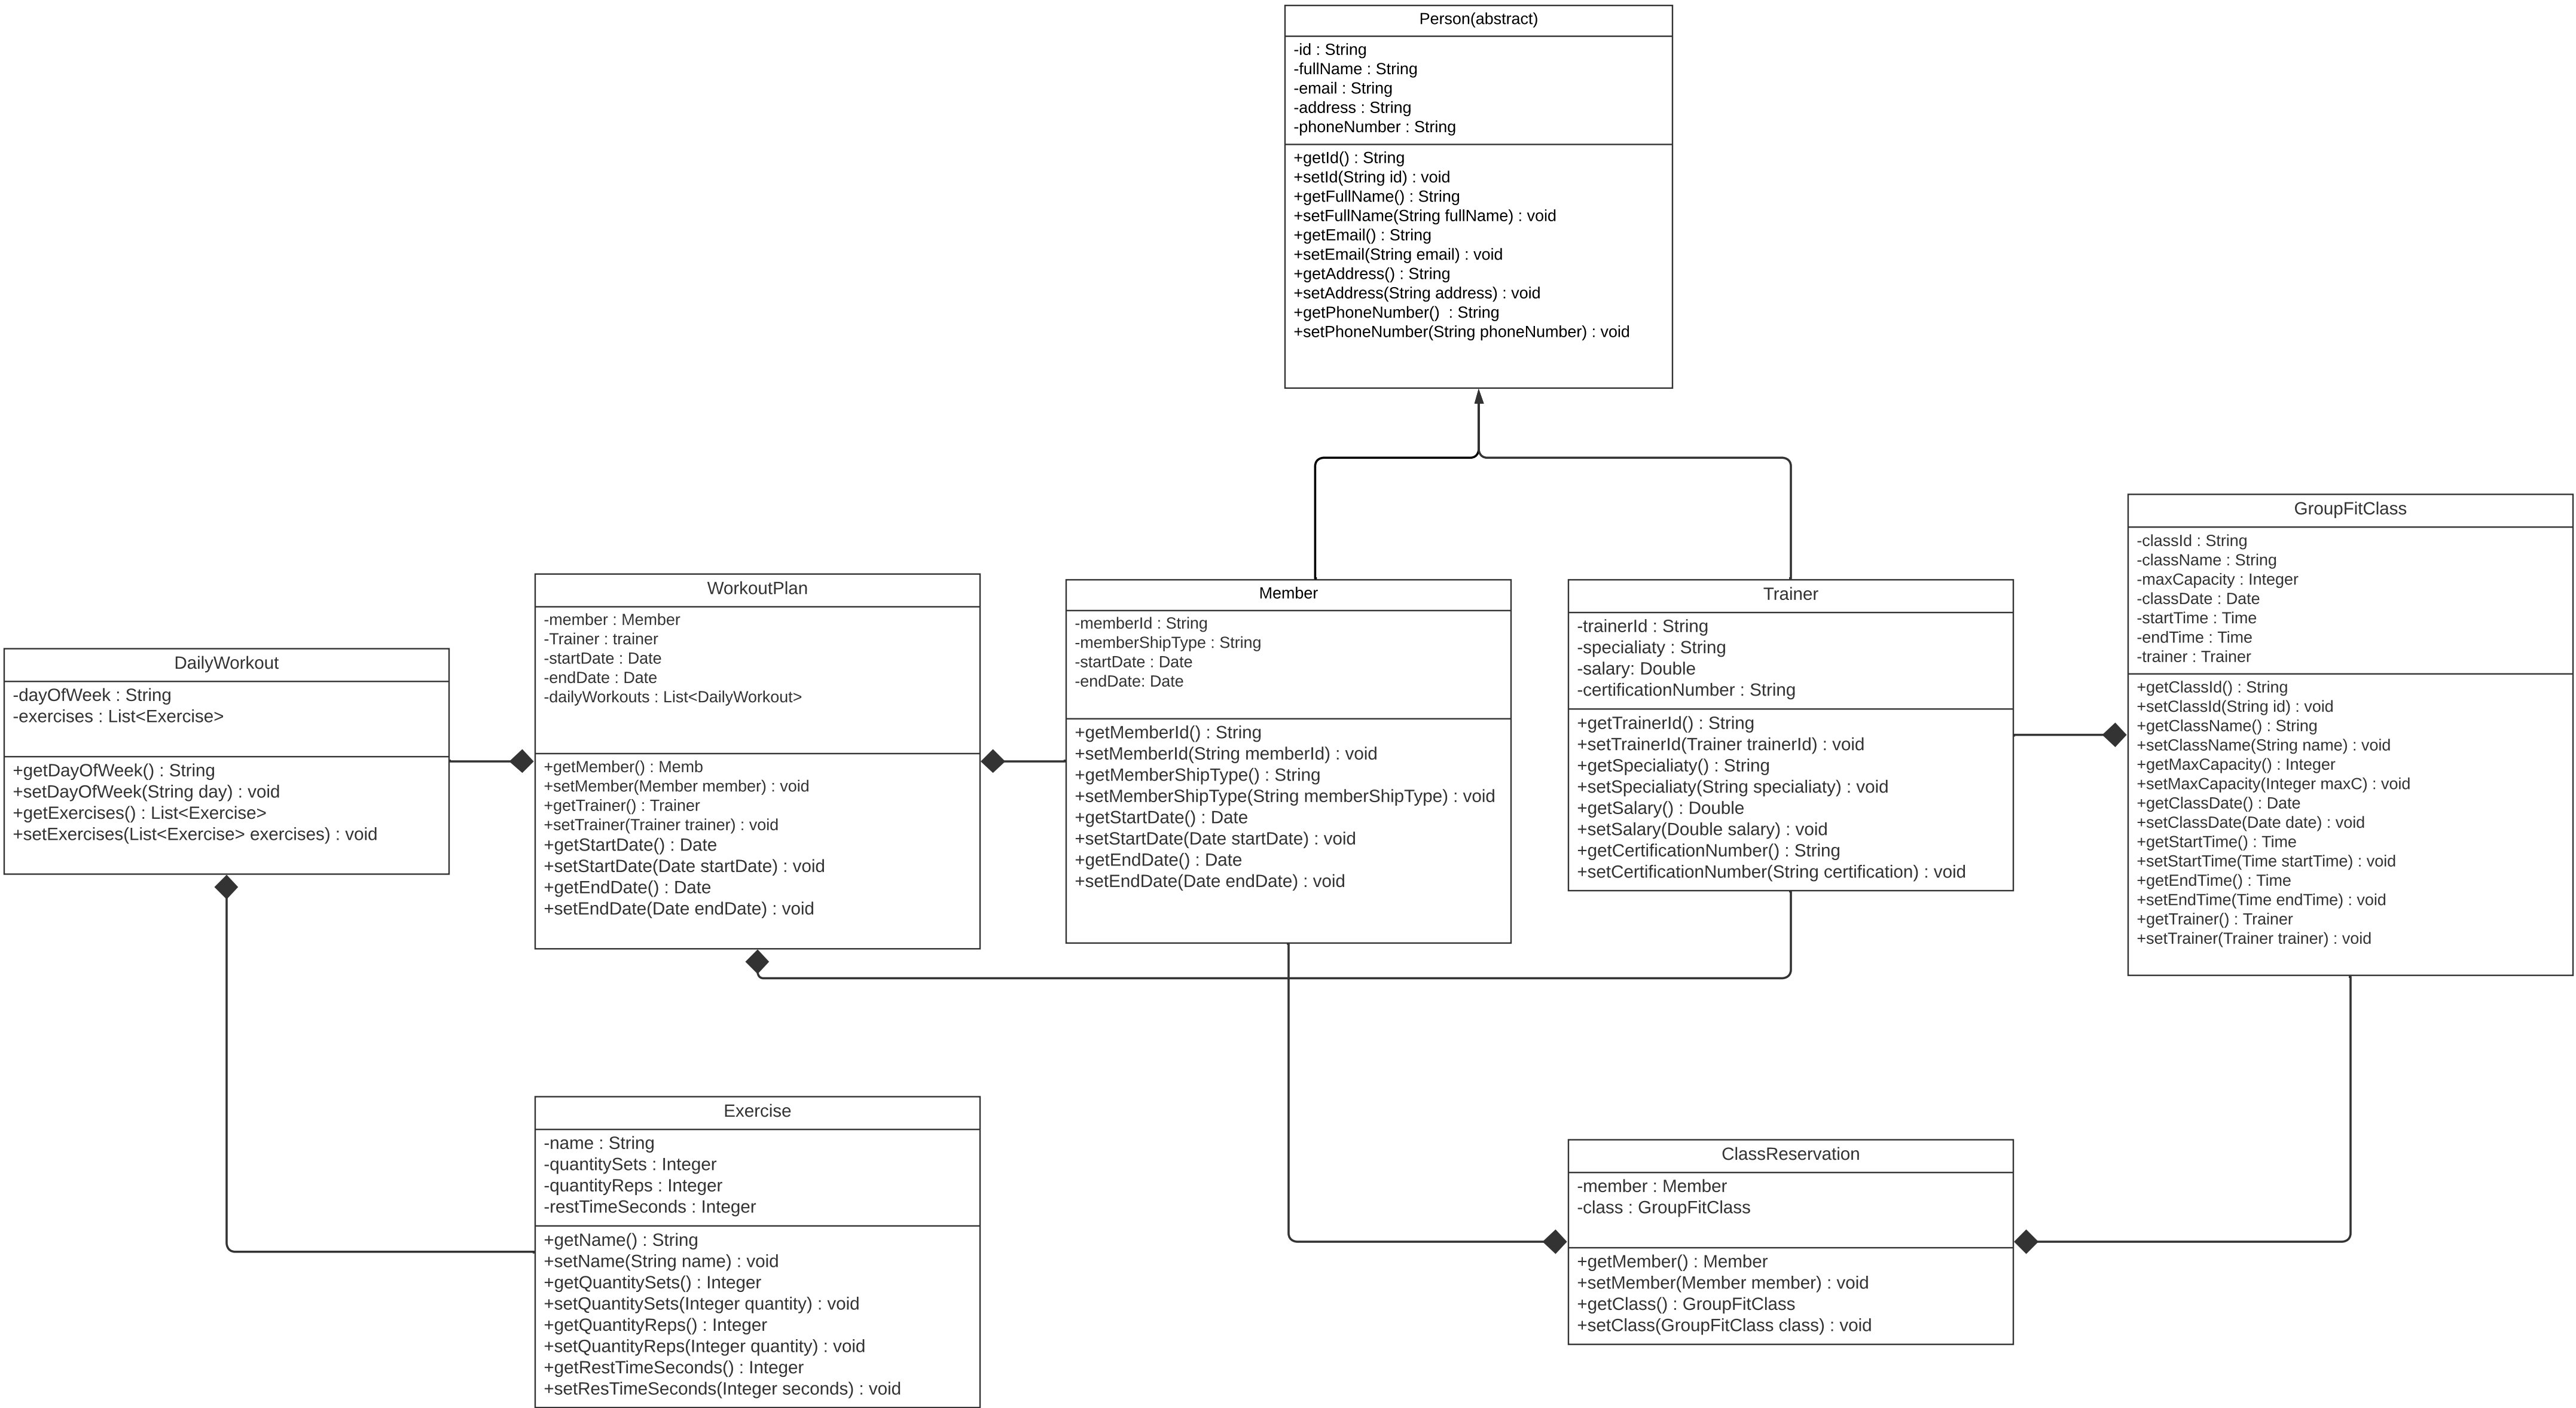 Person(abstract)
-id : String
-fullName : String
-email : String
-address : String
-phoneNumber : String
+getId() : String
+setId(String id) : void
+getFullName() : String
+setFullName(String fullName) : void
+getEmail() : String
+setEmail(String email) : void
+getAddress() : String
+setAddress(String address) : void
+getPhoneNumber()  : String
+setPhoneNumber(String phoneNumber) : void
DailyWorkout
-dayOfWeek : String
-exercises : List<Exercise>
+getDayOfWeek() : String
+setDayOfWeek(String day) : void
+getExercises() : List<Exercise>
+setExercises(List<Exercise> exercises) : void
WorkoutPlan
-member : Member
-Trainer : trainer
-startDate : Date
-endDate : Date
-dailyWorkouts : List<DailyWorkout>
+getMember() : Memb
+setMember(Member member) : void
+getTrainer() : Trainer
+setTrainer(Trainer trainer) : void
+getStartDate() : Date
+setStartDate(Date startDate) : void
+getEndDate() : Date
+setEndDate(Date endDate) : void
Member
-memberId : String
-memberShipType : String
-startDate : Date
-endDate: Date
+getMemberId() : String
+setMemberId(String memberId) : void
+getMemberShipType() : String
+setMemberShipType(String memberShipType) : void
+getStartDate() : Date
+setStartDate(Date startDate) : void
+getEndDate() : Date
+setEndDate(Date endDate) : void
Trainer
-trainerId : String
-specialiaty : String
-salary: Double
-certificationNumber : String
+getTrainerId() : String
+setTrainerId(Trainer trainerId) : void
+getSpecialiaty() : String
+setSpecialiaty(String specialiaty) : void
+getSalary() : Double
+setSalary(Double salary) : void
+getCertificationNumber() : String
+setCertificationNumber(String certification) : void
GroupFitClass
-classId : String
-className : String
-maxCapacity : Integer
-classDate : Date
-startTime : Time
-endTime : Time
-trainer : Trainer
+getClassId() : String
+setClassId(String id) : void
+getClassName() : String
+setClassName(String name) : void
+getMaxCapacity() : Integer
+setMaxCapacity(Integer maxC) : void
+getClassDate() : Date
+setClassDate(Date date) : void
+getStartTime() : Time
+setStartTime(Time startTime) : void
+getEndTime() : Time
+setEndTime(Time endTime) : void
+getTrainer() : Trainer
+setTrainer(Trainer trainer) : void
Exercise
-name : String
-quantitySets : Integer
-quantityReps : Integer
-restTimeSeconds : Integer
+getName() : String
+setName(String name) : void
+getQuantitySets() : Integer
+setQuantitySets(Integer quantity) : void
+getQuantityReps() : Integer
+setQuantityReps(Integer quantity) : void
+getRestTimeSeconds() : Integer
+setResTimeSeconds(Integer seconds) : void
ClassReservation
-member : Member
-class : GroupFitClass
+getMember() : Member
+setMember(Member member) : void
+getClass() : GroupFitClass
+setClass(GroupFitClass class) : void